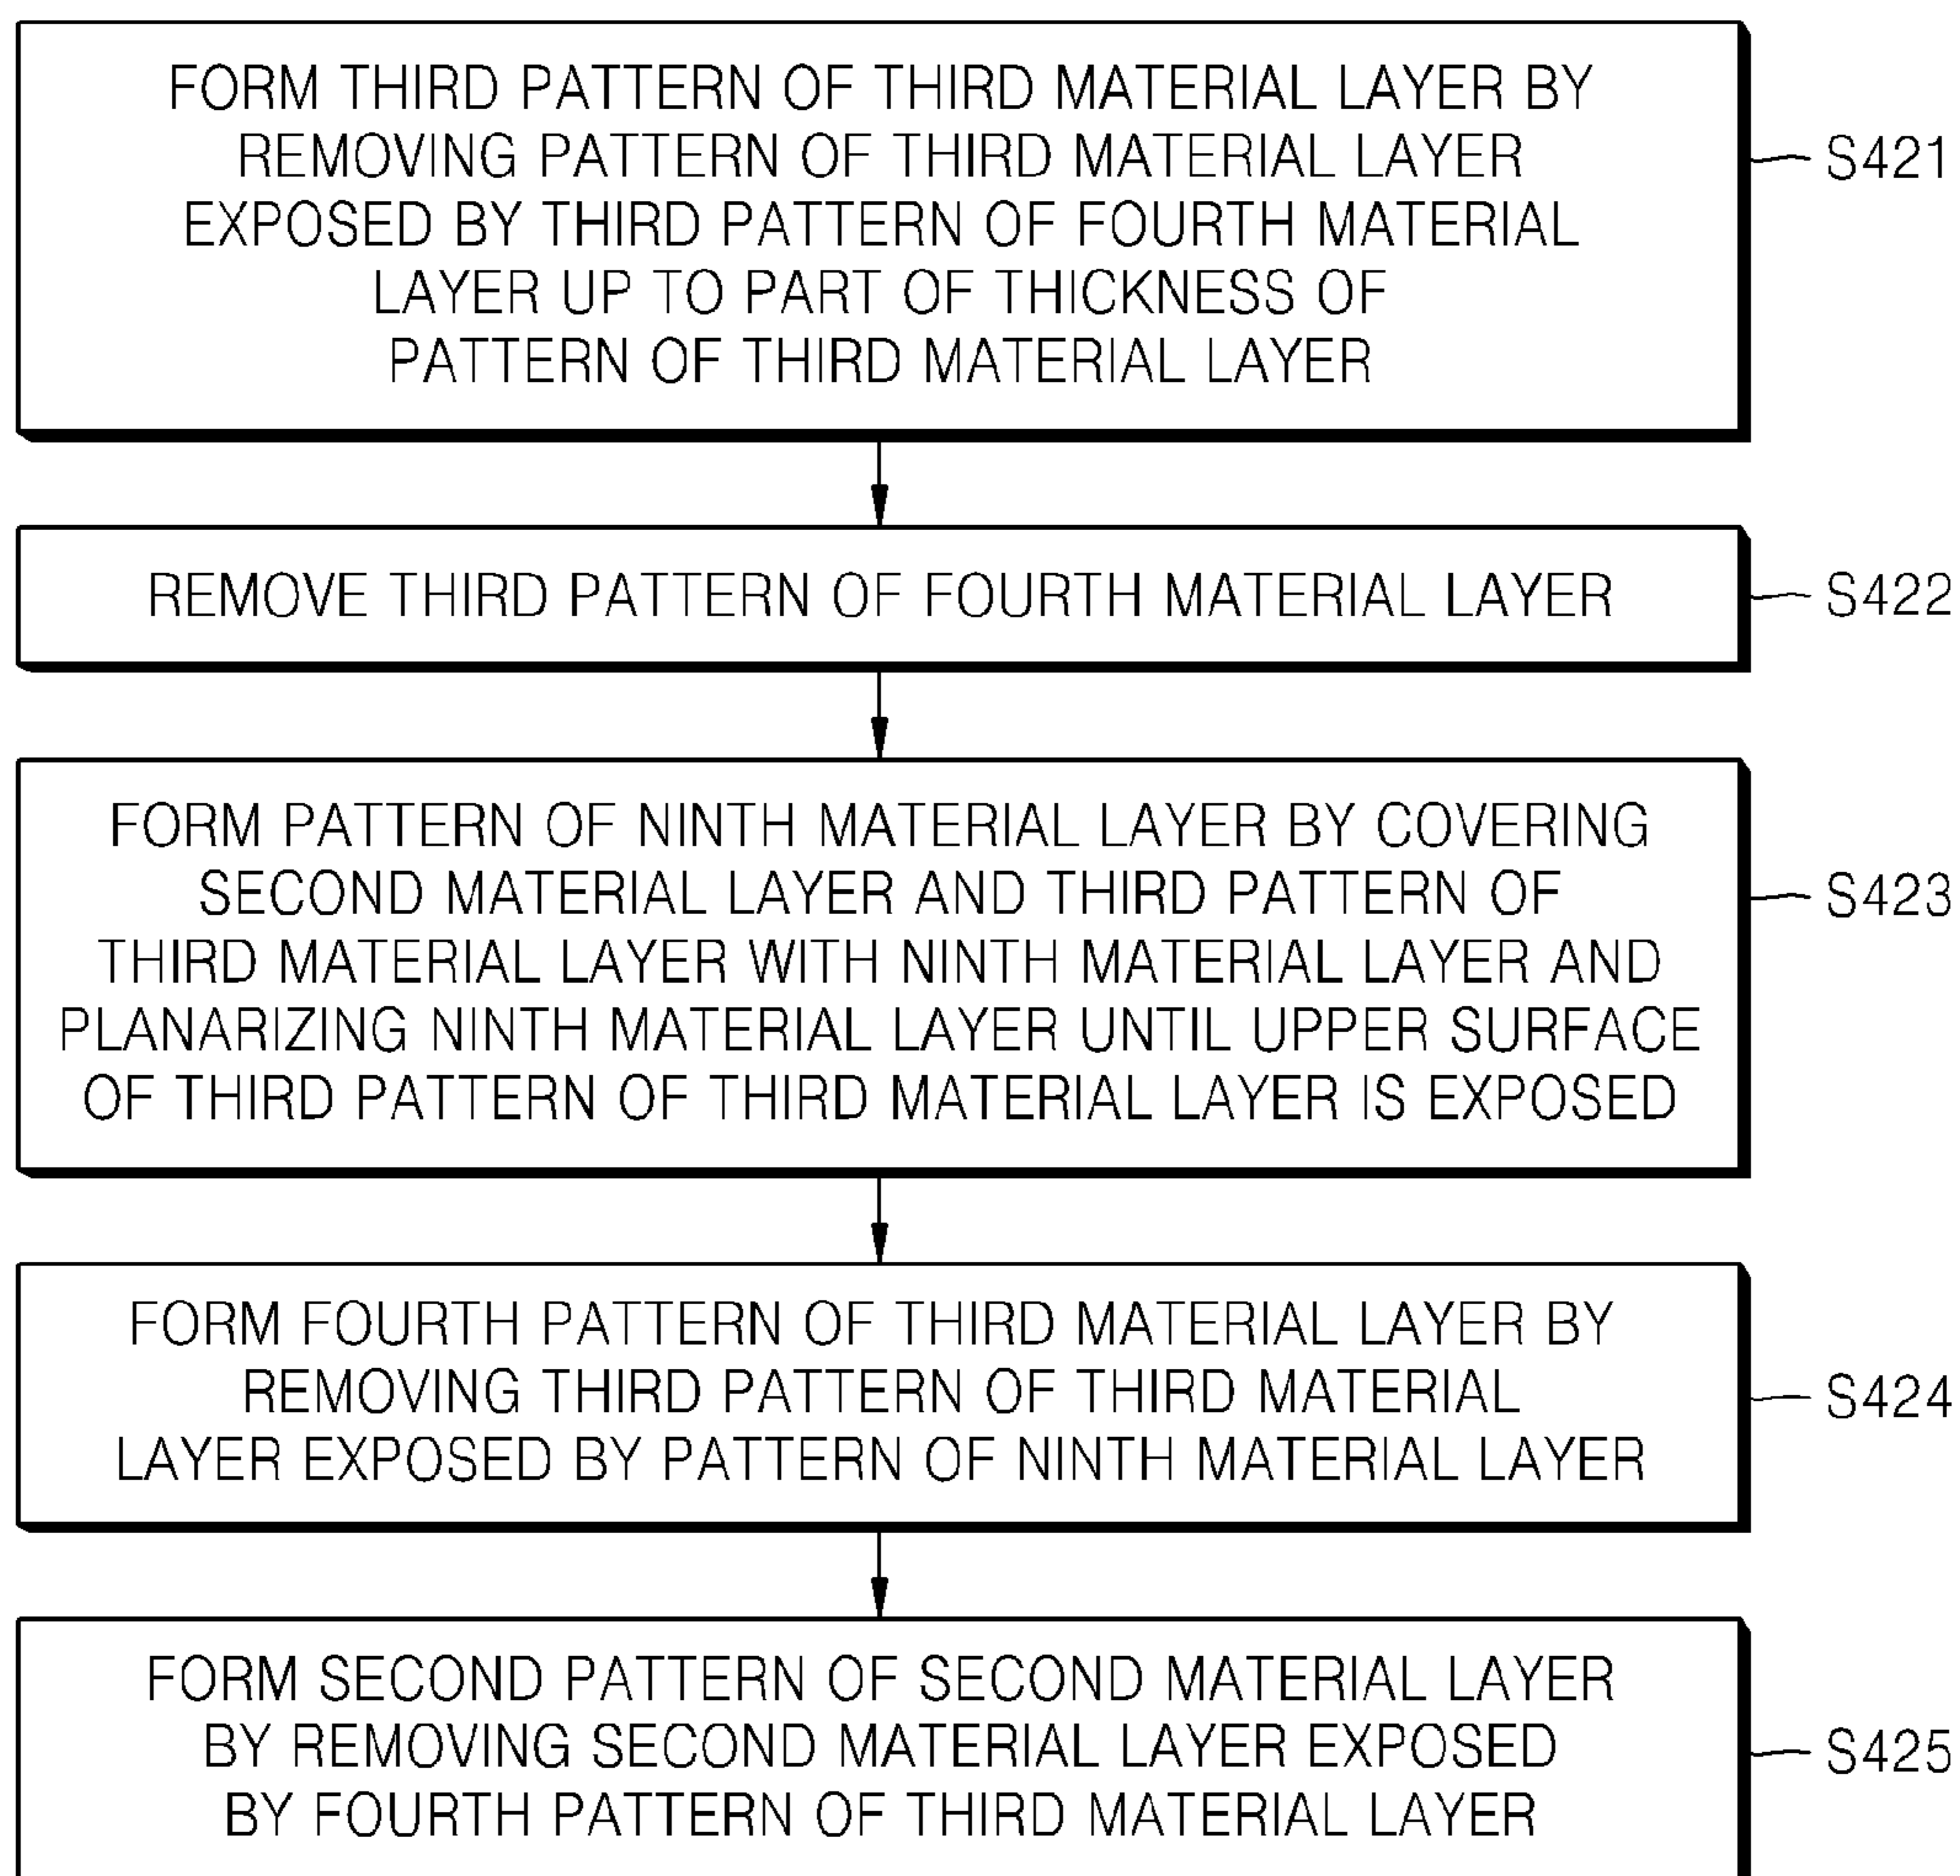 FORM THIRD PATTERN OF THIRD MATERIAL LAYER BY
REMOVING PATTERN OF THIRD MATERIAL LAYER
EXPOSED BY THIRD PATTERN OF FOURTH MATERIAL
LAYER UP TO PART OF THICKNESS OF
PATTERN OF THIRD MATERIAL LAYER
S421
REMOVE THIRD PATTERN OF FOURTH MATERIAL LAYER
S422
FORM PATTERN OF NINTH MATERIAL LAYER BY COVERING
SECOND MATERIAL LAYER AND THIRD PATTERN OF
THIRD MATERIAL LAYER WITH NINTH MATERIAL LAYER AND
PLANARIZING NINTH MATERIAL LAYER UNTIL UPPER SURFACE
OF THIRD PATTERN OF THIRD MATERIAL LAYER IS EXPOSED
S423
FORM FOURTH PATTERN OF THIRD MATERIAL LAYER BY
REMOVING THIRD PATTERN OF THIRD MATERIAL
LAYER EXPOSED BY PATTERN OF NINTH MATERIAL LAYER
S424
FORM SECOND PATTERN OF SECOND MATERIAL LAYER
BY REMOVING SECOND MATERIAL LAYER EXPOSED
BY FOURTH PATTERN OF THIRD MATERIAL LAYER
S425